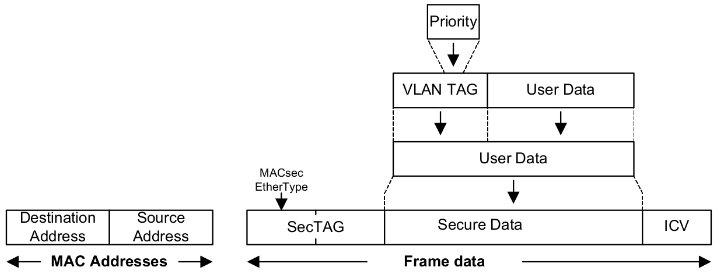 Priority
VLAN TAG User Data
User Data
MACsec
EtherType
Destination Address Source Address SecTAG Secure Data ICV
MAC Addresses Frame data